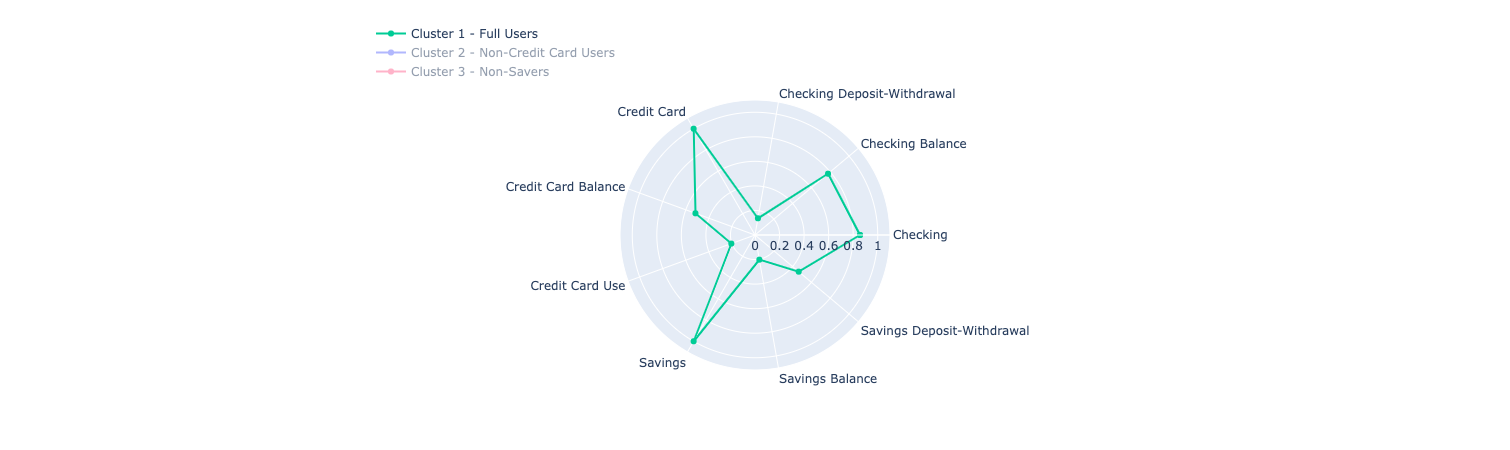 Cluster 1 - Full Users
Cluster 2 - Non-Credit Card Users
Cluster 3 - Non-Savers
Checking Deposit-Withdrawal
Credit Card
Checking Balance
Credit Card Balance
Checking
0 0.2 0.4 0.6 0.8 1
Credit Card Use
Savings Deposit-Withdrawal
Savings
Savings Balance